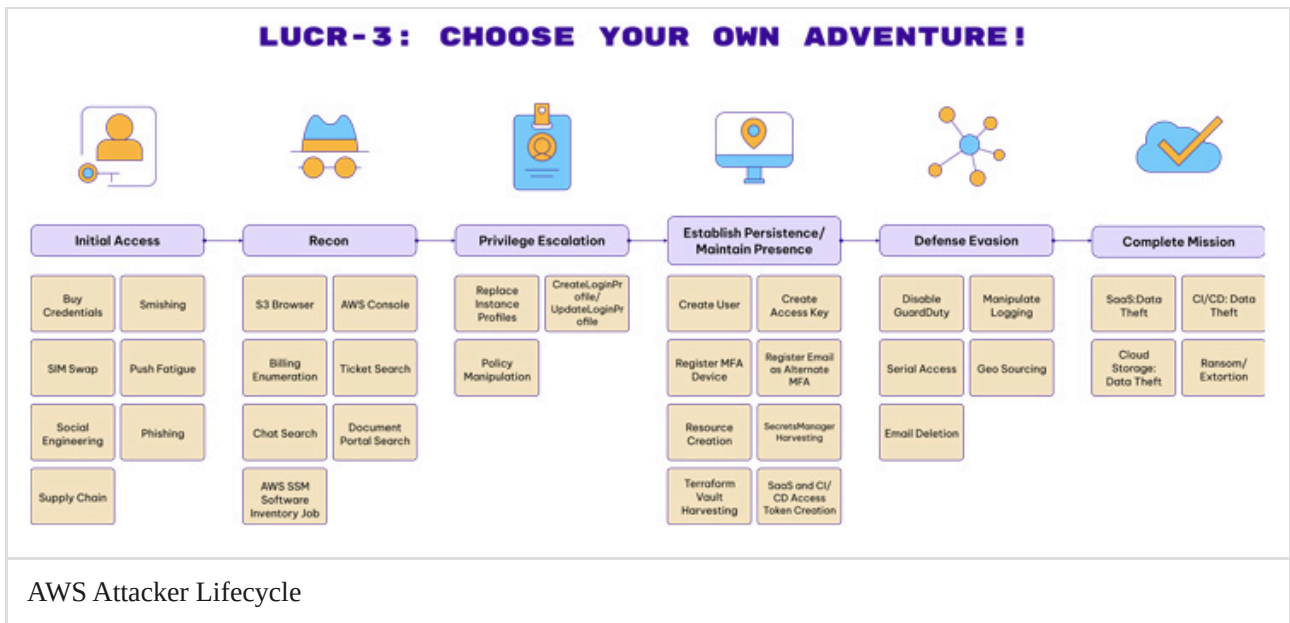 LUCR-3: CHOOSE YOUR OWN ADVENTURE!
Initial Access
Recon
Privilege Escalation
Establish Persistence/
Maintain Presence
Defense Evasion
Complete Mission
Buy
Credentials
Smishing
SIM Swap
Push Fatigue
Social
Engineering
Phishing
Supply Chain
S3 Browser
AWS Console
Billing
Enumeration
Ticket Search
Chat Search
Document
Portal Search
AWS SSM
Software
Inventory Job
Replace
Instance
Profiles
CreateLoginPr
ofile/
UpdateLoginPr
ofile
Policy
Manipulation
Create User
Create
Access Key
Register MFA
Device
Register Email
as Alternate
MFA
Resource
Creation
SecretsManager
Harvesting
Terraform
Vault
Harvesting
SaaS and CI/
CD Access
Token Creation
Disable
GuardDuty
Manipulate
Logging
Serial Access
Geo Sourcing
Email Deletion
SaaS:Data
Theft
CI/CD: Data
Theft
Cloud
Storage:
Data Theft
Ransom/
Extortion
AWS Attacker Lifecycle